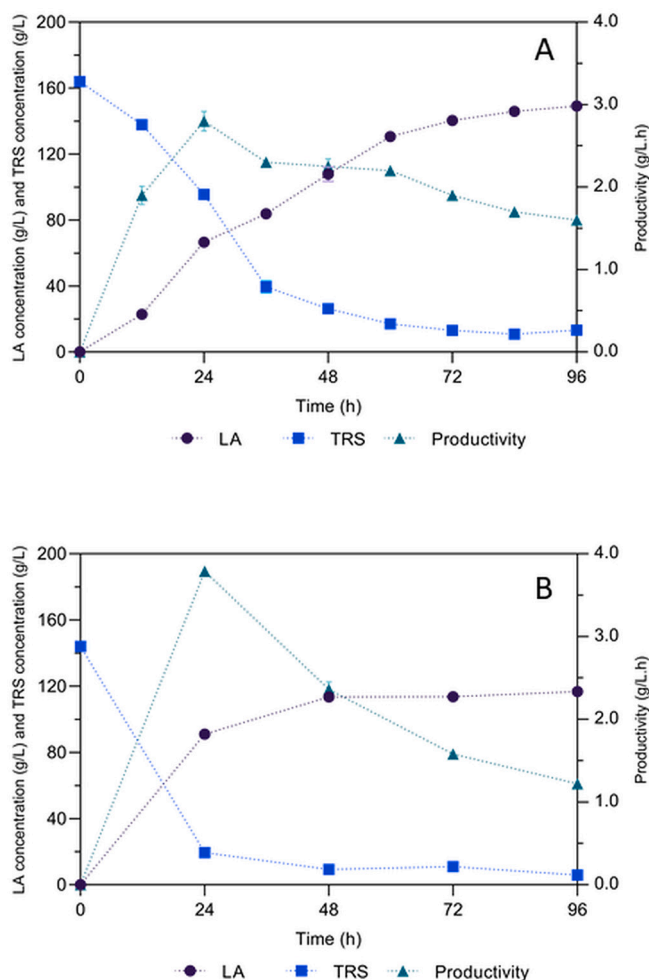 A
LA concentration (g/L) and TRS concentration (g/L)
200
160
120
80
40
0
4.0
3.0
2.0
1.0
0.0
Productivity (g/L.h)
0 24 48 72 96
Time (h)
LA TRS Productivity
B
LA concentration (g/L) and TRS concentration (g/L)
200
160
120
80
40
0
4.0
3.0
2.0
1.0
0.0
Productivity (g/L.h)
0 24 48 72 96
Time (h)
LA TRS Productivity